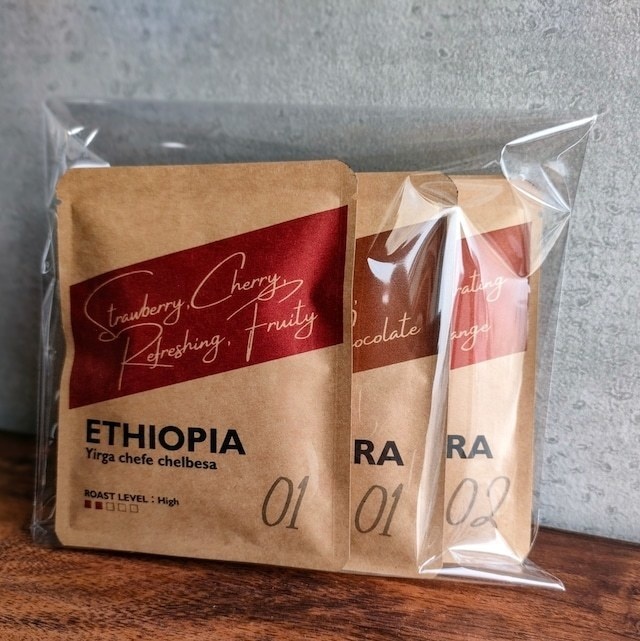 Strawberry, Cherry,
Refreshing, Fruity
ETHIOPIA
Yirga chefe chelbesa
ROAST LEVEL : High
01
ocolate
RA
01
rating
ange
RA
02